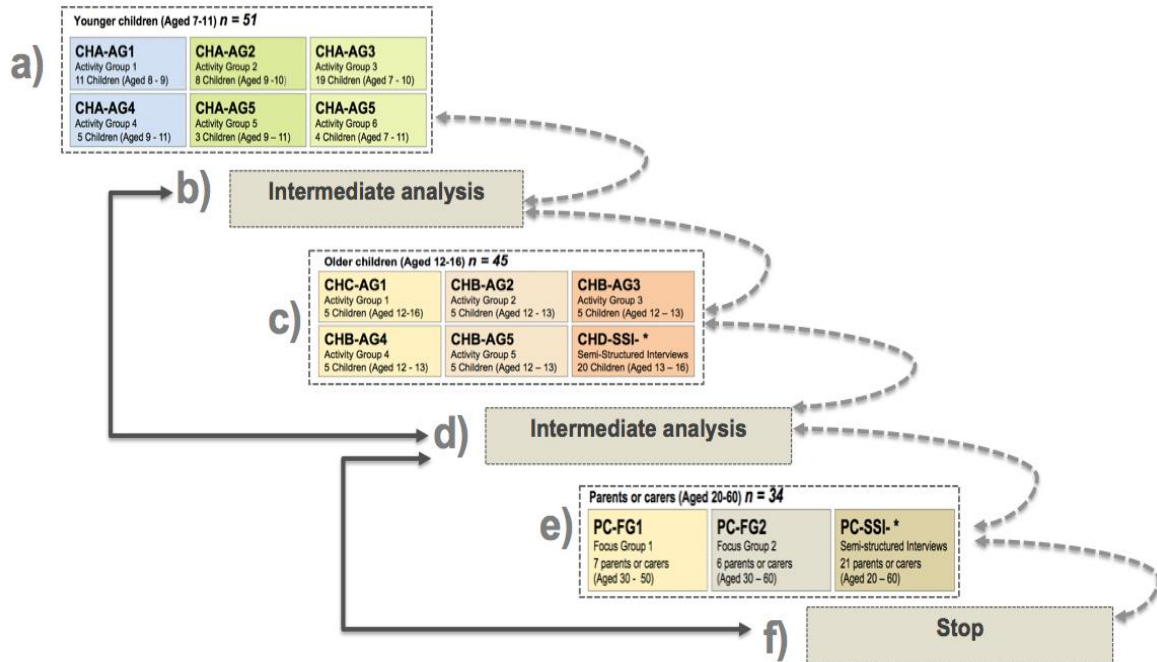 Younger children (Aged 7-11) n = 51
a)
CHA-AG1
Activity Group 1
11 Children (Aged 8 - 9)
CHA-AG2
Activity Group 2
8 Children (Aged 9 -10)
CHA-AG3
Activity Group 3
19 Children (Aged 7 - 10)
CHA-AG4
Activity Group 4
5 Children (Aged 9 - 11)
CHA-AG5
Activity Group 5
3 Children (Aged 9 – 11)
CHA-AG5
Activity Group 6
4 Children (Aged 7 - 11)
b)
Intermediate analysis
Older children (Aged 12-16) n = 45
c)
CHC-AG1
Activity Group 1
5 Children (Aged 12-16)
CHB-AG2
Activity Group 2
5 Children (Aged 12 - 13)
CHB-AG3
Activity Group 3
5 Children (Aged 12 – 13)
CHB-AG4
Activity Group 4
5 Children (Aged 12 - 13)
CHB-AG5
Activity Group 5
5 Children (Aged 12 – 13)
CHD-SSI- *
Semi-Structured Interviews
20 Children (Aged 13 – 16)
d)
Intermediate analysis
Parents or carers (Aged 20-60) n = 34
e)
PC-FG1
Focus Group 1
7 parents or carers
(Aged 30 - 50)
PC-FG2
Focus Group 2
6 parents or carers
(Aged 30 – 60)
PC-SSI- *
Semi-structured Interviews
21 parents or carers
(Aged 20 – 60)
f)
Stop